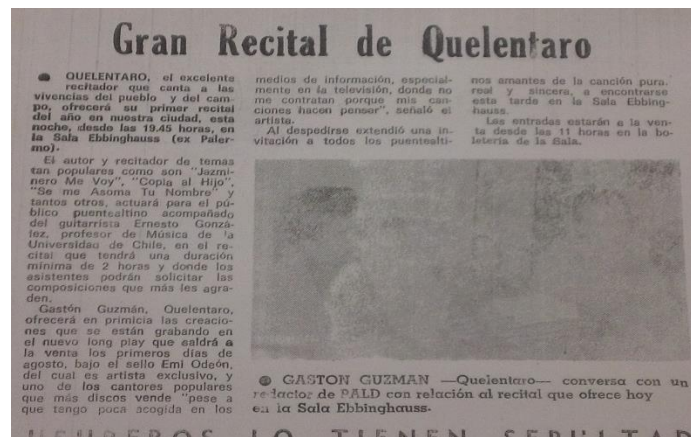 Gran Recital de Quelentaro
QUELENTARO, el excelente
recitador que canta a las
vivencias del pueblo y del cam-
po, ofrecerá su primer recital
del año en nuestra ciudad, esta
noche, desde las 19.45 horas, en
la Sala Ebbinghauss (ex Paler-
mo).
El autor y recitador de temas
tan populares como son "Jazmi-
nero Me Voy", "Copla al Hijo",
"Se me Asoma Tu Nombre" y
tantos otros, actuará para el pú-
blico puentealtino acompañado
del guitarrista Ernesto Gonzá-
lez, profesor de Música de la
Universidad de Chile, en el re-
cital que tendrá una duración
mínima de 2 horas y donde los
asistentes podrán solicitar las
composiciones que más les agra-
den.
Gastón Guzmán, Quelentaro,
ofrecerá en primicia las creacio-
nes que se están grabando en
el nuevo long play que saldrá a
la venta los primeros días de
agosto, bajo el sello Emi Odeón,
del cual es artista exclusivo, y
uno de los cantores populares
que más discos vende "pese a
que tengo poca acogida en los
medios de información, especial-
mente en la televisión, donde no
me contratan porque mis can-
ciones hacen pensar", señaló el
artista.
Al despedirse extendió una in-
vitación a todos los puentealti-
nos amantes de la canción pura,
real y sincera, a encontrarse
esta tarde en la Sala Ebbing-
hauss.
Las entradas estarán a la ven-
ta desde las 11 horas en la bo-
letería de la Sala.
GASTON GUZMAN —Quelentaro— conversa con un
redactor de PALD con relación al recital que ofrece hoy
en la Sala Ebbinghauss.
LO TIENEN